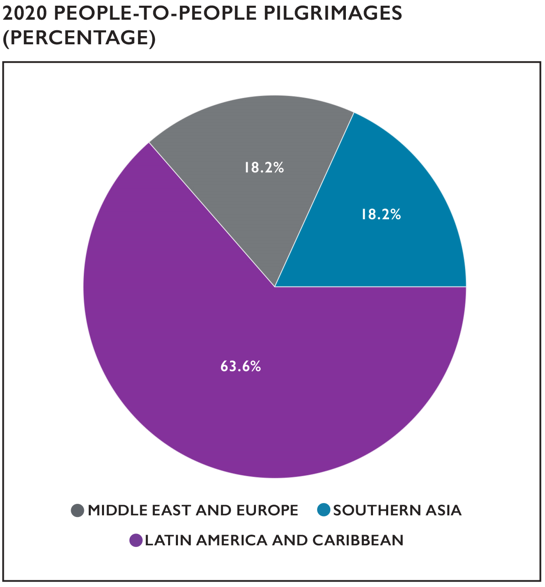 2020 PEOPLE-TO-PEOPLE PILGRIMAGES
(PERCENTAGE)
18.2%
18.2%
63.6%
MIDDLE EAST AND EUROPE SOUTHERN ASIA
LATIN AMERICA AND CARIBBEAN